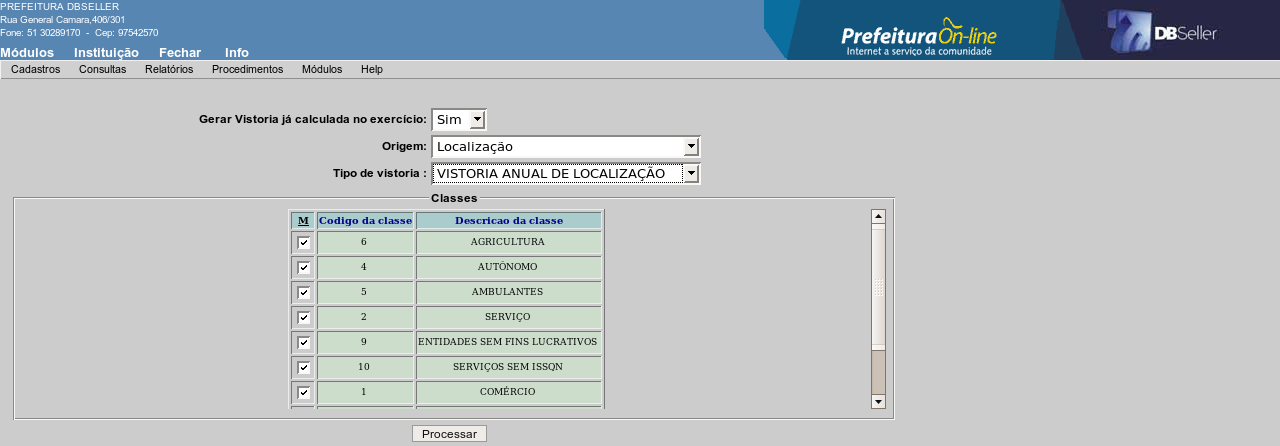 PREFEITURA DBSELLER
Rua General Camara,406/301
Fone: 51 30289170 - Cep: 97542570
Prefeitura On-line
Internet a serviço da comunidade
DBSeller
Módulos Instituição Fechar Info
Cadastros Consultas Relatórios Procedimentos Módulos Help
Gerar Vistoria já calculada no exercício: Sim
Origem: Localização
Tipo de vistoria : VISTORIA ANUAL DE LOCALIZAÇÃO
Classes
M Codigo da classe Descricao da classe
6 AGRICULTURA
4 AUTÔNOMO
5 AMBULANTES
2 SERVIÇO
9 ENTIDADES SEM FINS LUCRATIVOS
10 SERVIÇOS SEM ISSQN
1 COMÉRCIO
Processar